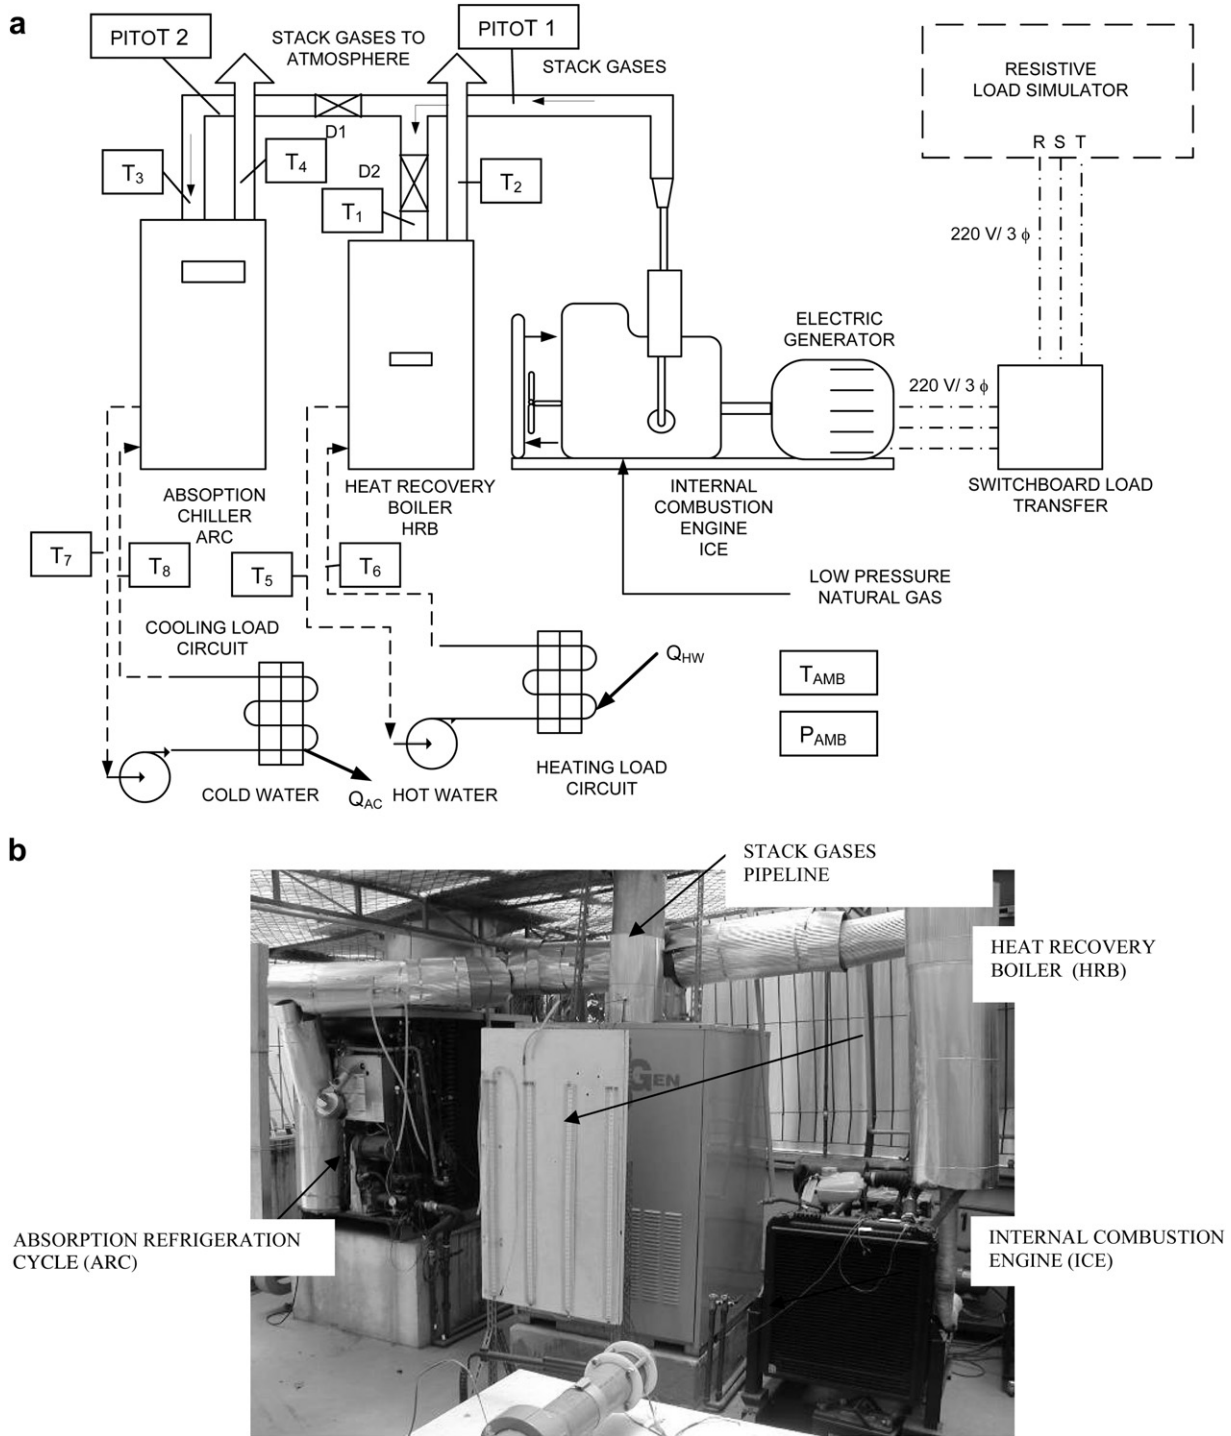 a
PITOT 2
STACK GASES TO
ATMOSPHERE
PITOT 1
STACK GASES
RESISTIVE
LOAD SIMULATOR
R S T
D1
T3
T4
D2
T1
T2
220 V/ 3 ϕ
ELECTRIC
GENERATOR
220 V/ 3 ϕ
ABSOPTION
CHILLER
ARC
HEAT RECOVERY
BOILER
HRB
INTERNAL
COMBUSTION
ENGINE
ICE
SWITCHBOARD LOAD
TRANSFER
T7
T8
T5
T6
LOW PRESSURE
NATURAL GAS
COOLING LOAD
CIRCUIT
QHW
TAMB
PAMB
HEATING LOAD
CIRCUIT
COLD WATER
QAC
HOT WATER
b
STACK GASES
PIPELINE
HEAT RECOVERY
BOILER (HRB)
GEN
ABSORPTION REFRIGERATION
CYCLE (ARC)
INTERNAL COMBUSTION
ENGINE (ICE)